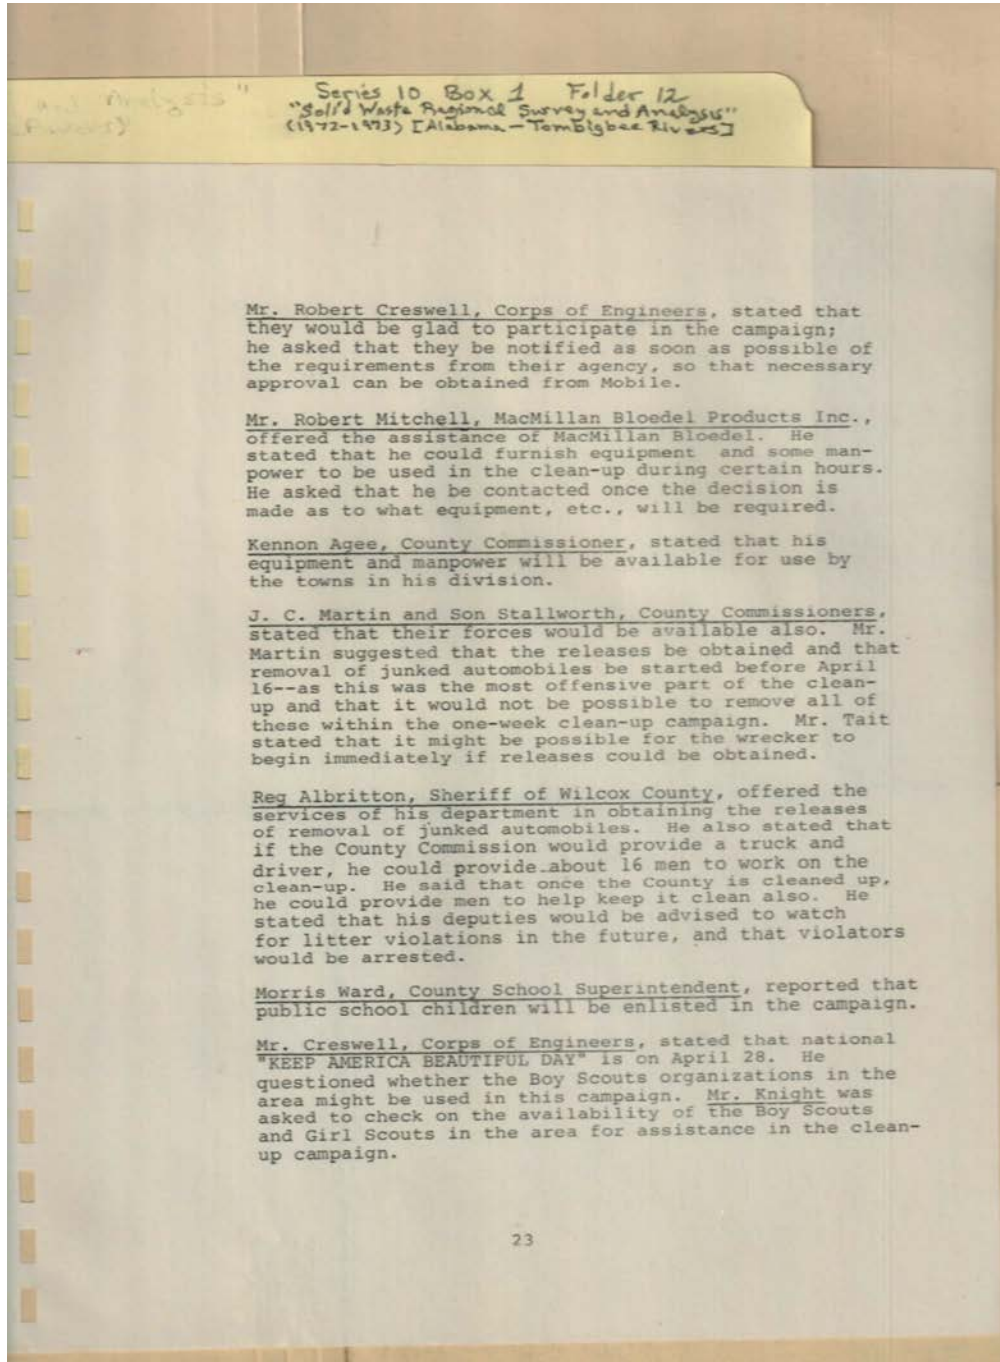 and Analysis"
Rivers)
Series 10 Box 1 Folder 12
"Solid Waste Regional Survey and Analysis"
(1972-1973) [Alabama-Tombigbee Rivers]
Mr. Robert Creswell, Corps of Engineers, stated that
they would be glad to participate in the campaign;
he asked that they be notified as soon as possible of
the requirements from their agency, so that necessary
approval can be obtained from Mobile.
Mr. Robert Mitchell, MacMillan Bloedel Products Inc.,
offered the assistance of MacMillan Bloedel. He
stated that he could furnish equipment and some man-
power to be used in the clean-up during certain hours.
He asked that he be contacted once the decision is
made as to what equipment, etc., will be required.
Kennon Agee, County Commissioner, stated that his
equipment and manpower will be available for use by
the towns in his division.
J. C. Martin and Son Stallworth, County Commissioners,
stated that their forces would be available also. Mr.
Martin suggested that the releases be obtained and that
removal of junked automobiles be started before April
16--as this was the most offensive part of the clean-
up and that it would not be possible to remove all of
these within the one-week clean-up campaign. Mr. Tait
stated that it might be possible for the wrecker to
begin immediately if releases could be obtained.
Reg Albritton, Sheriff of Wilcox County, offered the
services of his department in obtaining the releases
of removal of junked automobiles. He also stated that
if the County Commission would provide a truck and
driver, he could provide about 16 men to work on the
clean-up. He said that once the County is cleaned up,
he could provide men to help keep it clean also. He
stated that his deputies would be advised to watch
for litter violations in the future, and that violators
would be arrested.
Morris Ward, County School Superintendent, reported that
public school children will be enlisted in the campaign.
Mr. Creswell, Corps of Engineers, stated that national
"KEEP AMERICA BEAUTIFUL DAY" is on April 28. He
questioned whether the Boy Scouts organizations in the
area might be used in this campaign. Mr. Knight was
asked to check on the availability of the Boy Scouts
and Girl Scouts in the area for assistance in the clean-
up campaign.
23